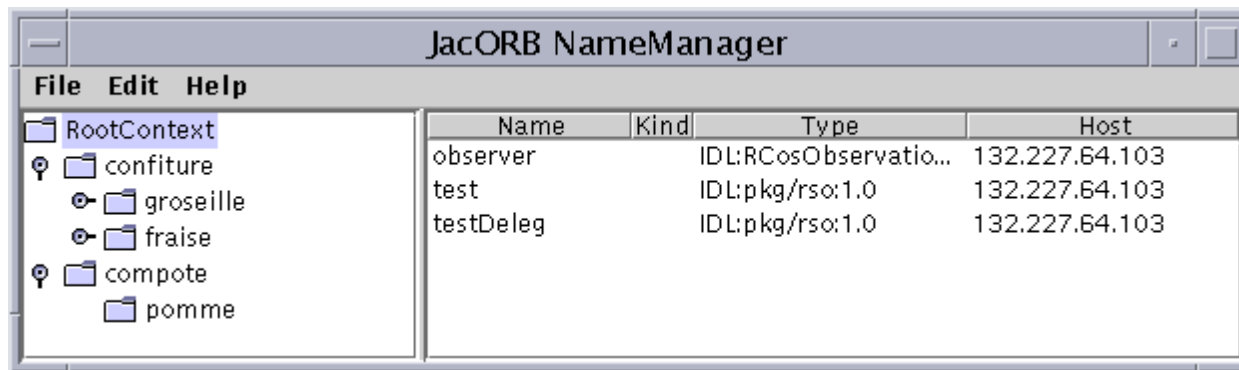 JacORB NameManager
File Edit Help
RootContext
confiture
groseille
fraise
compote
pomme
Name Kind Type Host
observer IDL:RCosObservatio... 132.227.64.103
test IDL:pkg/rso:1.0 132.227.64.103
testDeleg IDL:pkg/rso:1.0 132.227.64.103